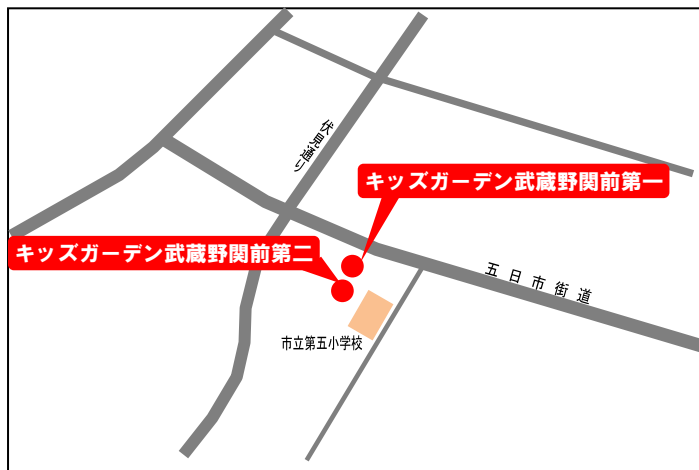 伏見通り
キッズガーデン武蔵野関前第一
キッズガーデン武蔵野関前第二
五日市街道
市立第五小学校